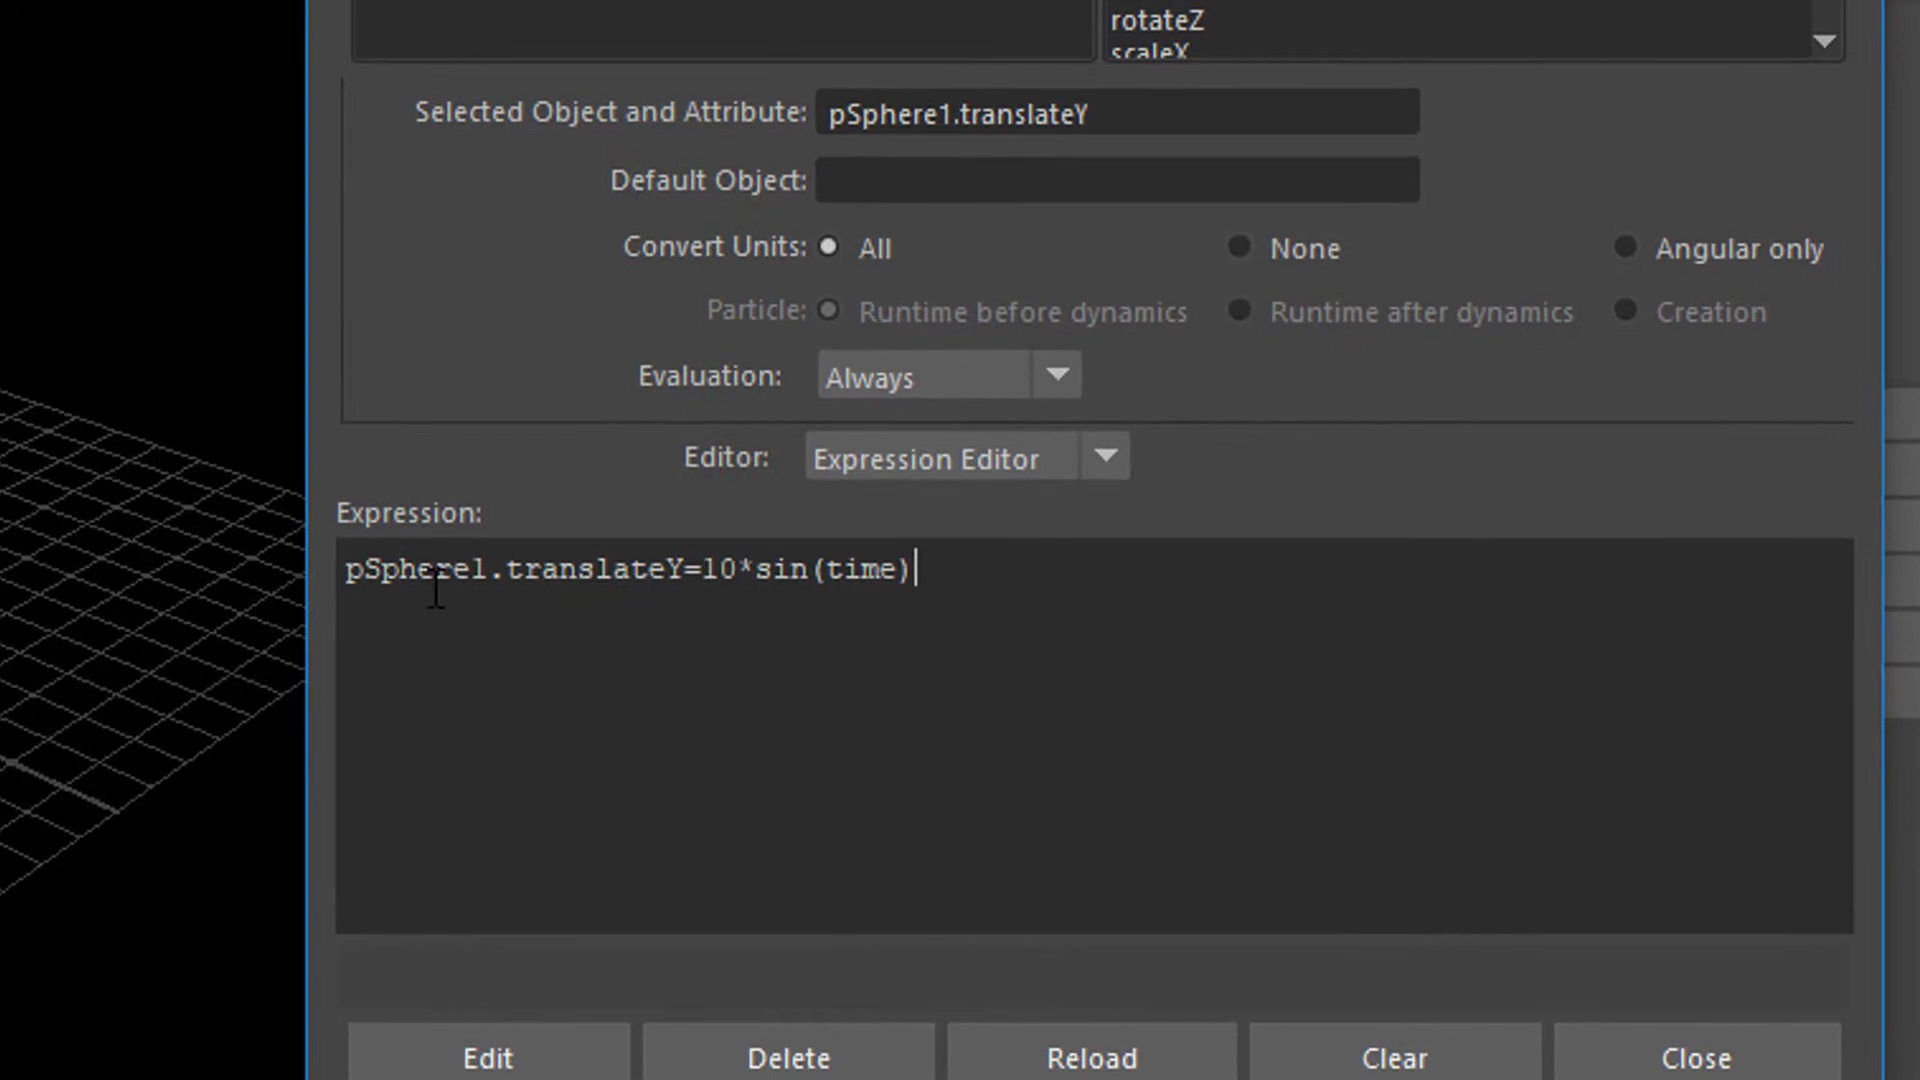 rotateZ
scaleX
Selected Object and Attribute: pSphere1.translateY
Default Object:
Convert Units: All None Angular only
Particle: Runtime before dynamics Runtime after dynamics Creation
Evaluation: Always
Editor: Expression Editor
Expression:
pSphere1.translateY=10*sin(time)
Edit Delete Reload Clear Close